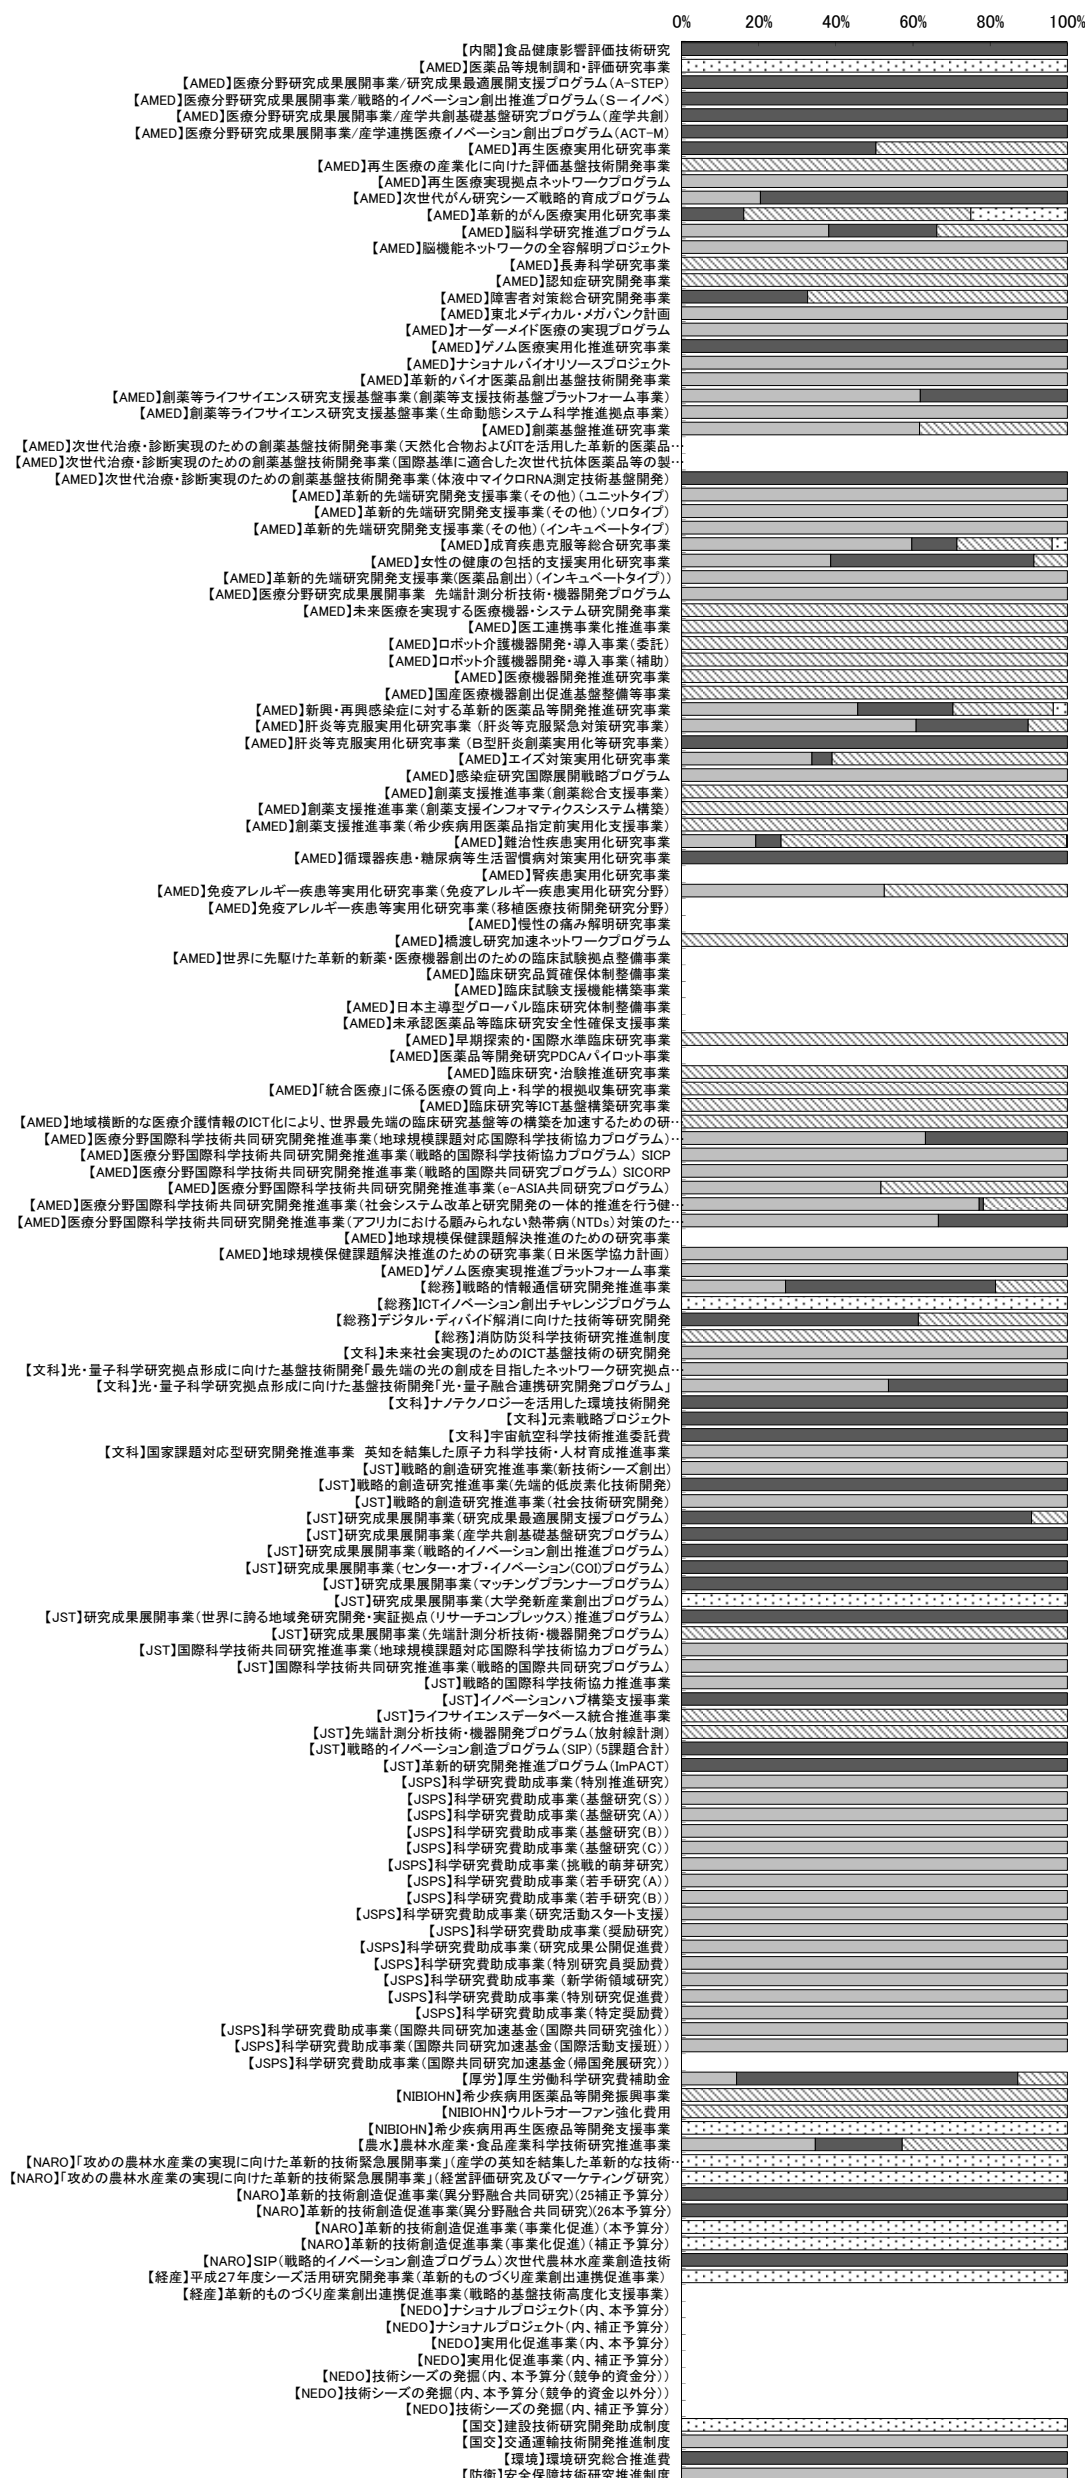 0% 20% 40% 60% 80% 100%
【内閣】食品健康影響評価技術研究
【AMED】医薬品等規制調和・評価研究事業
【AMED】医療分野研究成果展開事業/研究成果最適展開支援プログラム(A-STEP)
【AMED】医療分野研究成果展開事業/戦略的イノベーション創出推進プログラム(S－イノベ)
【AMED】医療分野研究成果展開事業/産学共創基礎基盤研究プログラム(産学共創)
【AMED】医療分野研究成果展開事業/産学連携医療イノベーション創出プログラム(ACT-M)
【AMED】再生医療実用化研究事業
【AMED】再生医療の産業化に向けた評価基盤技術開発事業
【AMED】再生医療実現拠点ネットワークプログラム
【AMED】次世代がん研究シーズ戦略的育成プログラム
【AMED】革新的がん医療実用化研究事業
【AMED】脳科学研究推進プログラム
【AMED】脳機能ネットワークの全容解明プロジェクト
【AMED】長寿科学研究事業
【AMED】認知症研究開発事業
【AMED】障害者対策総合研究開発事業
【AMED】東北メディカル・メガバンク計画
【AMED】オーダーメイド医療の実現プログラム
【AMED】ゲノム医療実用化推進研究事業
【AMED】ナショナルバイオリソースプロジェクト
【AMED】革新的バイオ医薬品創出基盤技術開発事業
【AMED】創薬等ライフサイエンス研究支援基盤事業(創薬等支援技術基盤プラットフォーム事業)
【AMED】創薬等ライフサイエンス研究支援基盤事業(生命動態システム科学推進拠点事業)
【AMED】創薬基盤推進研究事業
【AMED】次世代治療・診断実現のための創薬基盤技術開発事業(天然化合物およびITを活用した革新的医薬品…
【AMED】次世代治療・診断実現のための創薬基盤技術開発事業(国際基準に適合した次世代抗体医薬品等の製…
【AMED】次世代治療・診断実現のための創薬基盤技術開発事業(体液中マイクロRNA測定技術基盤開発)
【AMED】革新的先端研究開発支援事業(その他)(ユニットタイプ)
【AMED】革新的先端研究開発支援事業(その他)(ソロタイプ)
【AMED】革新的先端研究開発支援事業(その他)(インキュベートタイプ)
【AMED】成育疾患克服等総合研究事業
【AMED】女性の健康の包括的支援実用化研究事業
【AMED】革新的先端研究開発支援事業(医薬品創出)(インキュベートタイプ))
【AMED】医療分野研究成果展開事業 先端計測分析技術・機器開発プログラム
【AMED】未来医療を実現する医療機器・システム研究開発事業
【AMED】医工連携事業化推進事業
【AMED】ロボット介護機器開発・導入事業(委託)
【AMED】ロボット介護機器開発・導入事業(補助)
【AMED】医療機器開発推進研究事業
【AMED】国産医療機器創出促進基盤整備等事業
【AMED】新興・再興感染症に対する革新的医薬品等開発推進研究事業
【AMED】肝炎等克服実用化研究事業 (肝炎等克服緊急対策研究事業)
【AMED】肝炎等克服実用化研究事業 (B型肝炎創薬実用化等研究事業)
【AMED】エイズ対策実用化研究事業
【AMED】感染症研究国際展開戦略プログラム
【AMED】創薬支援推進事業(創薬総合支援事業)
【AMED】創薬支援推進事業(創薬支援インフォマティクスシステム構築)
【AMED】創薬支援推進事業(希少疾病用医薬品指定前実用化支援事業)
【AMED】難治性疾患実用化研究事業
【AMED】循環器疾患・糖尿病等生活習慣病対策実用化研究事業
【AMED】腎疾患実用化研究事業
【AMED】免疫アレルギー疾患等実用化研究事業(免疫アレルギー疾患実用化研究分野)
【AMED】免疫アレルギー疾患等実用化研究事業(移植医療技術開発研究分野)
【AMED】慢性の痛み解明研究事業
【AMED】橋渡し研究加速ネットワークプログラム
【AMED】世界に先駆けた革新的新薬・医療機器創出のための臨床試験拠点整備事業
【AMED】臨床研究品質確保体制整備事業
【AMED】臨床試験支援機能構築事業
【AMED】日本主導型グローバル臨床研究体制整備事業
【AMED】未承認医薬品等臨床研究安全性確保支援事業
【AMED】早期探索的・国際水準臨床研究事業
【AMED】医薬品等開発研究PDCAパイロット事業
【AMED】臨床研究・治験推進研究事業
【AMED】「統合医療」に係る医療の質向上・科学的根拠収集研究事業
【AMED】臨床研究等ICT基盤構築研究事業
【AMED】地域横断的な医療介護情報のICT化により、世界最先端の臨床研究基盤等の構築を加速するための研…
【AMED】医療分野国際科学技術共同研究開発推進事業(地球規模課題対応国際科学技術協力プログラム)…
【AMED】医療分野国際科学技術共同研究開発推進事業(戦略的国際科学技術協力プログラム) SICP
【AMED】医療分野国際科学技術共同研究開発推進事業(戦略的国際共同研究プログラム) SICORP
【AMED】医療分野国際科学技術共同研究開発推進事業(e-ASIA共同研究プログラム)
【AMED】医療分野国際科学技術共同研究開発推進事業(社会システム改革と研究開発の一体的推進を行う健…
【AMED】医療分野国際科学技術共同研究開発推進事業(アフリカにおける顧みられない熱帯病(NTDs)対策のた…
【AMED】地球規模保健課題解決推進のための研究事業
【AMED】地球規模保健課題解決推進のための研究事業(日米医学協力計画)
【AMED】ゲノム医療実現推進プラットフォーム事業
【総務】戦略的情報通信研究開発推進事業
【総務】ICTイノベーション創出チャレンジプログラム
【総務】デジタル・ディバイド解消に向けた技術等研究開発
【総務】消防防災科学技術研究推進制度
【文科】未来社会実現のためのICT基盤技術の研究開発
【文科】光・量子科学研究拠点形成に向けた基盤技術開発「最先端の光の創成を目指したネットワーク研究拠点…
【文科】光・量子科学研究拠点形成に向けた基盤技術開発「光・量子融合連携研究開発プログラム」
【文科】ナノテクノロジーを活用した環境技術開発
【文科】元素戦略プロジェクト
【文科】宇宙航空科学技術推進委託費
【文科】国家課題対応型研究開発推進事業 英知を結集した原子力科学技術・人材育成推進事業
【JST】戦略的創造研究推進事業(新技術シーズ創出)
【JST】戦略的創造研究推進事業(先端的低炭素化技術開発)
【JST】戦略的創造研究推進事業(社会技術研究開発)
【JST】研究成果展開事業(研究成果最適展開支援プログラム)
【JST】研究成果展開事業(産学共創基礎基盤研究プログラム)
【JST】研究成果展開事業(戦略的イノベーション創出推進プログラム)
【JST】研究成果展開事業(センター・オブ・イノベーション(COI)プログラム)
【JST】研究成果展開事業(マッチングプランナープログラム)
【JST】研究成果展開事業(大学発新産業創出プログラム)
【JST】研究成果展開事業(世界に誇る地域発研究開発・実証拠点(リサーチコンプレックス)推進プログラム)
【JST】研究成果展開事業(先端計測分析技術・機器開発プログラム)
【JST】国際科学技術共同研究推進事業(地球規模課題対応国際科学技術協力プログラム)
【JST】国際科学技術共同研究推進事業(戦略的国際共同研究プログラム)
【JST】戦略的国際科学技術協力推進事業
【JST】イノベーションハブ構築支援事業
【JST】ライフサイエンスデータベース統合推進事業
【JST】先端計測分析技術・機器開発プログラム(放射線計測)
【JST】戦略的イノベーション創造プログラム(SIP)(5課題合計)
【JST】革新的研究開発推進プログラム(ImPACT)
【JSPS】科学研究費助成事業(特別推進研究)
【JSPS】科学研究費助成事業(基盤研究(S))
【JSPS】科学研究費助成事業(基盤研究(A))
【JSPS】科学研究費助成事業(基盤研究(B))
【JSPS】科学研究費助成事業(基盤研究(C))
【JSPS】科学研究費助成事業(挑戦的萌芽研究)
【JSPS】科学研究費助成事業(若手研究(A))
【JSPS】科学研究費助成事業(若手研究(B))
【JSPS】科学研究費助成事業(研究活動スタート支援)
【JSPS】科学研究費助成事業(奨励研究)
【JSPS】科学研究費助成事業(研究成果公開促進費)
【JSPS】科学研究費助成事業(特別研究員奨励費)
【JSPS】科学研究費助成事業 (新学術領域研究)
【JSPS】科学研究費助成事業(特別研究促進費)
【JSPS】科学研究費助成事業(特定奨励費)
【JSPS】科学研究費助成事業(国際共同研究加速基金(国際共同研究強化))
【JSPS】科学研究費助成事業(国際共同研究加速基金(国際活動支援班))
【JSPS】科学研究費助成事業(国際共同研究加速基金(帰国発展研究))
【厚労】厚生労働科学研究費補助金
【NIBIOHN】希少疾病用医薬品等開発振興事業
【NIBIOHN】ウルトラオーファン強化費用
【NIBIOHN】希少疾病用再生医療品等開発支援事業
【農水】農林水産業・食品産業科学技術研究推進事業
【NARO】「攻めの農林水産業の実現に向けた革新的技術緊急展開事業」(産学の英知を結集した革新的な技術…
【NARO】「攻めの農林水産業の実現に向けた革新的技術緊急展開事業」(経営評価研究及びマーケティング研究)
【NARO】革新的技術創造促進事業(異分野融合共同研究)(25補正予算分)
【NARO】革新的技術創造促進事業(異分野融合共同研究)(26本予算分)
【NARO】革新的技術創造促進事業(事業化促進)(本予算分)
【NARO】革新的技術創造促進事業(事業化促進)(補正予算分)
【NARO】SIP(戦略的イノベーション創造プログラム)次世代農林水産業創造技術
【経産】平成27年度シーズ活用研究開発事業(革新的ものづくり産業創出連携促進事業)
【経産】革新的ものづくり産業創出連携促進事業(戦略的基盤技術高度化支援事業)
【NEDO】ナショナルプロジェクト(内、本予算分)
【NEDO】ナショナルプロジェクト(内、補正予算分)
【NEDO】実用化促進事業(内、本予算分)
【NEDO】実用化促進事業(内、補正予算分)
【NEDO】技術シーズの発掘(内、本予算分(競争的資金分))
【NEDO】技術シーズの発掘(内、本予算分(競争的資金以外分))
【NEDO】技術シーズの発掘(内、補正予算分)
【国交】建設技術研究開発助成制度
【国交】交通運輸技術開発推進制度
【環境】環境研究総合推進費
【防衛】安全保障技術研究推進制度